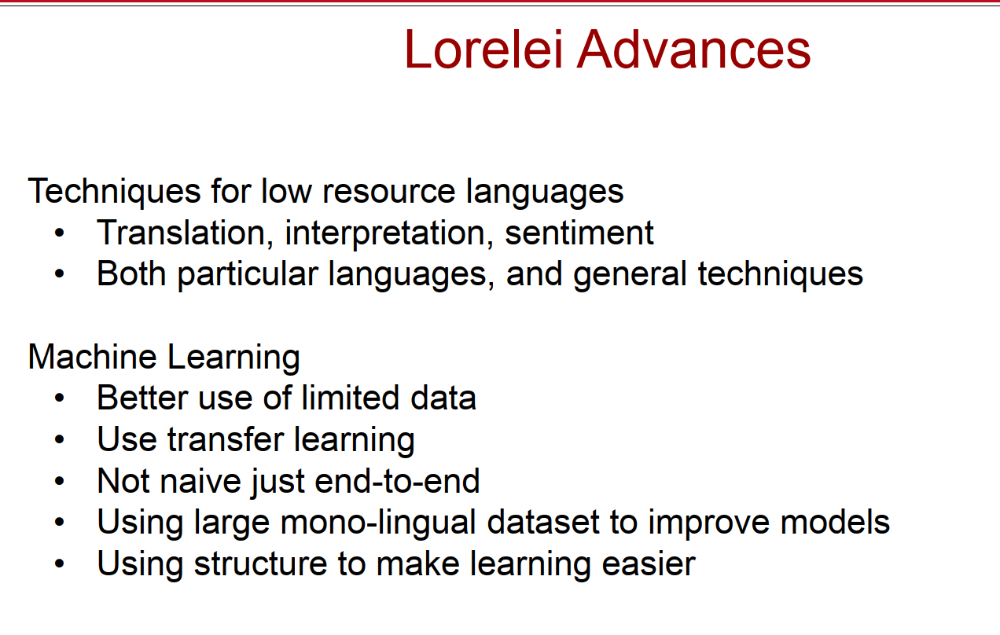 Lorelei Advances
Techniques for low resource languages
• Translation, interpretation, sentiment
• Both particular languages, and general techniques
Machine Learning
• Better use of limited data
• Use transfer learning
• Not naive just end-to-end
• Using large mono-lingual dataset to improve models
• Using structure to make learning easier